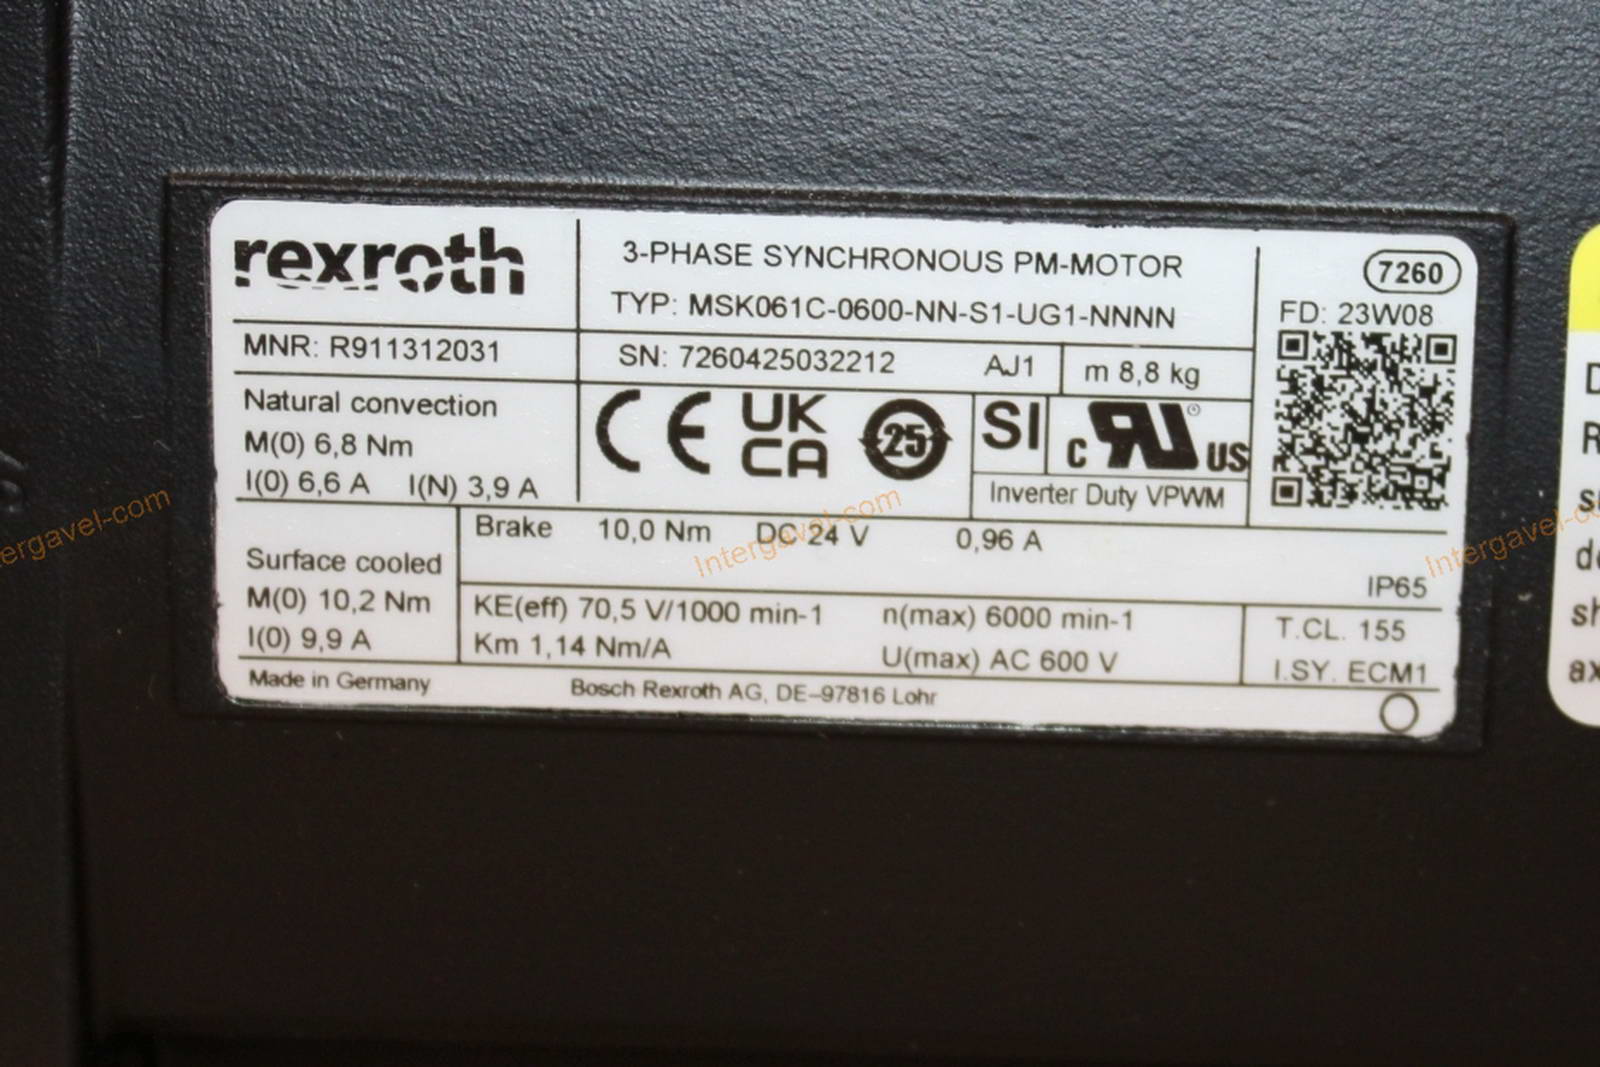 rexroth
3-PHASE SYNCHRONOUS PM-MOTOR
TYP: MSK061C-0600-NN-S1-UG1-NNNN
7260
FD: 23W08
MNR: R911312031
SN: 7260425032212 AJ1
m 8,8 kg
Natural convection
M(0) 6,8 Nm
I(0) 6,6 A I(N) 3,9 A
CE
UK
CA
25
SI
c RU US
Inverter Duty VPWM
Brake 10,0 Nm DC 24 V 0,96 A
IP65
Surface cooled
M(0) 10,2 Nm
I(0) 9,9 A
KE(eff) 70,5 V/1000 min-1
Km 1,14 Nm/A
n(max) 6000 min-1
U(max) AC 600 V
T.CL. 155
I.SY. ECM1
Made in Germany
Bosch Rexroth AG, DE-97816 Lohr
Intergavel-com
Intergavel-com